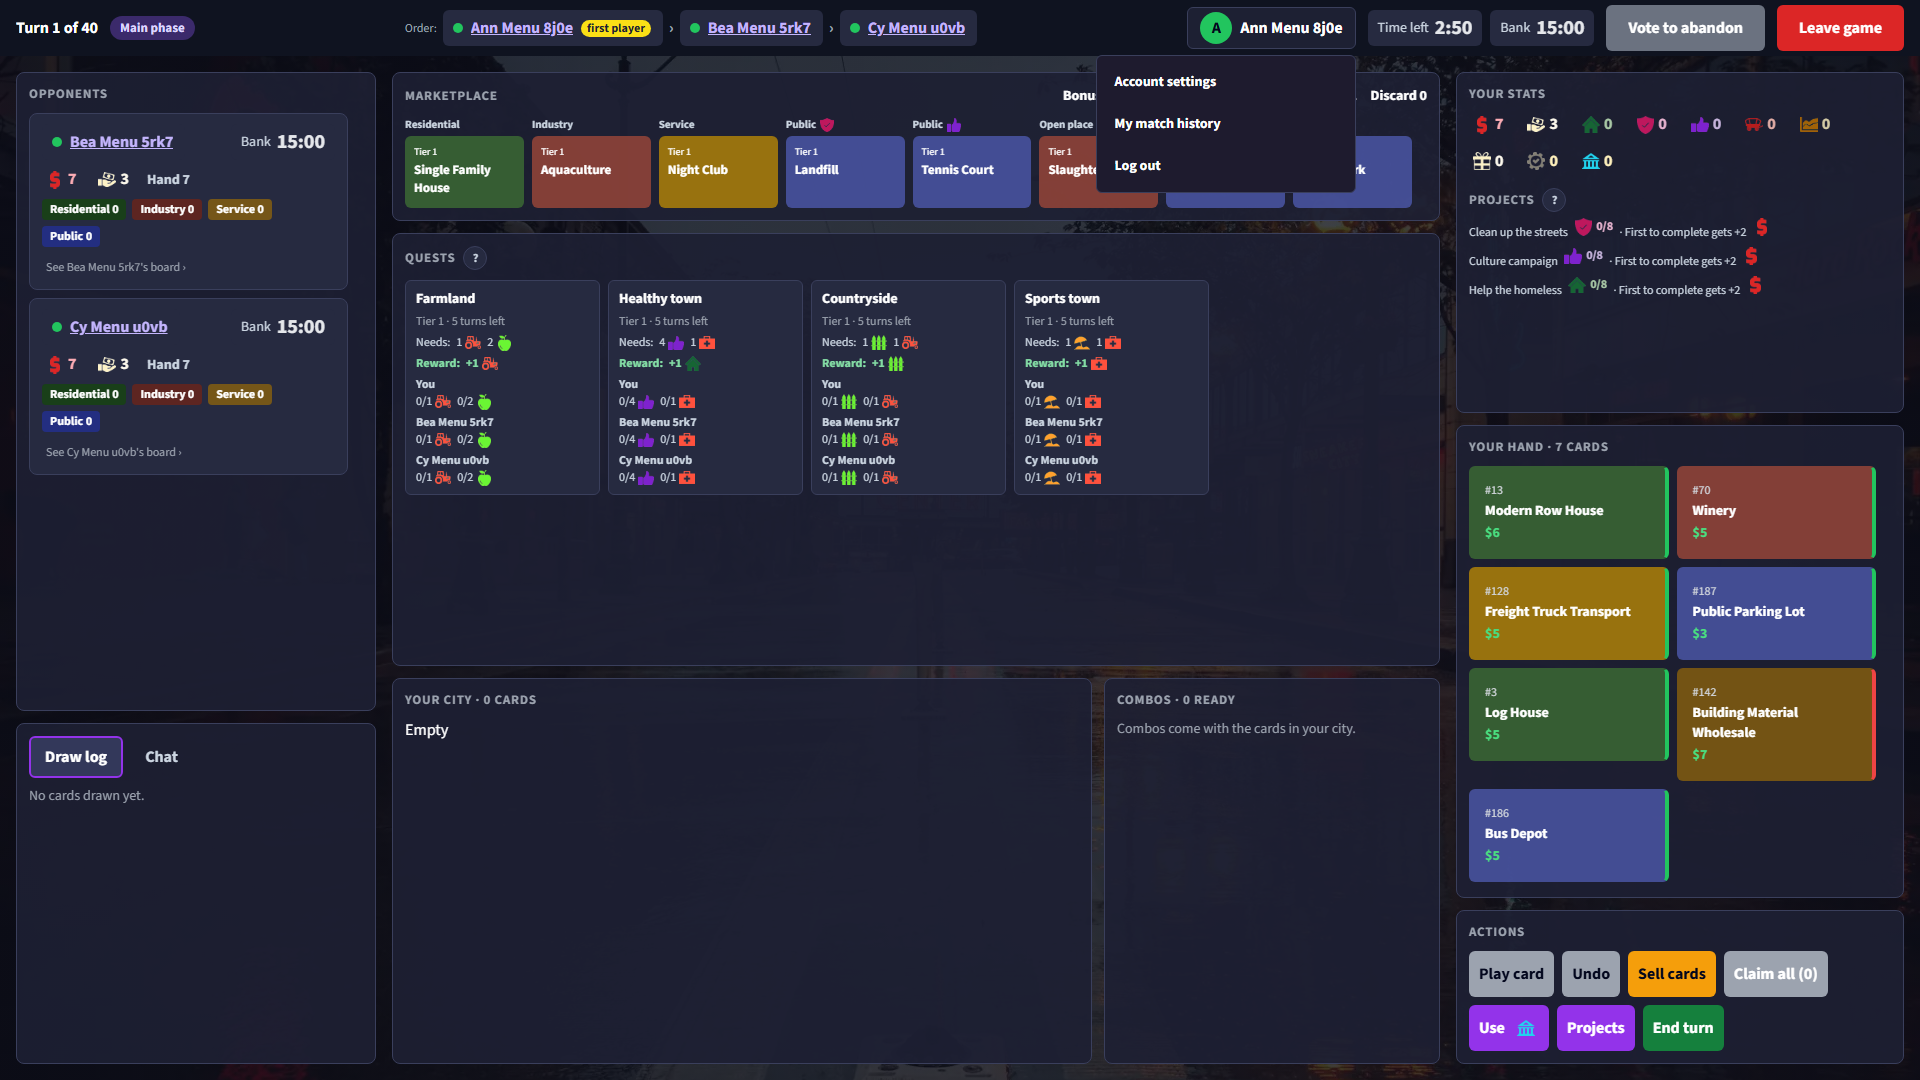 Turn 1 of 40 Main phase
Order: Ann Menu 8j0e first player › Bea Menu 5rk7 › Cy Menu u0vb
A Ann Menu 8j0e
Time left 2:50
Bank 15:00
Vote to abandon
Leave game
Account settings
My match history
Log out
OPPONENTS
Bea Menu 5rk7 Bank 15:00
7 3 Hand 7
Residential 0 Industry 0 Service 0
Public 0
See Bea Menu 5rk7's board ›
Cy Menu u0vb Bank 15:00
7 3 Hand 7
Residential 0 Industry 0 Service 0
Public 0
See Cy Menu u0vb's board ›
Draw log Chat
No cards drawn yet.
MARKETPLACE
Discard 0
Residential
Tier 1
Single Family
House
Industry
Tier 1
Aquaculture
Service
Tier 1
Night Club
Public
Tier 1
Landfill
Public
Tier 1
Tennis Court
Open place
Tier 1
QUESTS ?
Farmland
Tier 1 · 5 turns left
Needs: 1 2
Reward: +1
You
0/1 0/2
Bea Menu 5rk7
0/1 0/2
Cy Menu u0vb
0/1 0/2
Healthy town
Tier 1 · 5 turns left
Needs: 4 1
Reward: +1
You
0/4 0/1
Bea Menu 5rk7
0/4 0/1
Cy Menu u0vb
0/4 0/1
Countryside
Tier 1 · 5 turns left
Needs: 1 1
Reward: +1
You
0/1 0/1
Bea Menu 5rk7
0/1 0/1
Cy Menu u0vb
0/1 0/1
Sports town
Tier 1 · 5 turns left
Needs: 1 1
Reward: +1
You
0/1 0/1
Bea Menu 5rk7
0/1 0/1
Cy Menu u0vb
0/1 0/1
YOUR CITY · 0 CARDS
Empty
COMBOS · 0 READY
Combos come with the cards in your city.
YOUR STATS
7 3 0 0 0 0 0
0 0 0
PROJECTS ?
Clean up the streets 0/8 · First to complete gets +2
Culture campaign 0/8 · First to complete gets +2
Help the homeless 0/8 · First to complete gets +2
YOUR HAND · 7 CARDS
#13
Modern Row House
$6
#70
Winery
$5
#128
Freight Truck Transport
$5
#187
Public Parking Lot
$3
#3
Log House
$5
#142
Building Material
Wholesale
$7
#186
Bus Depot
$5
ACTIONS
Play card Undo Sell cards Claim all (0)
Use Projects End turn